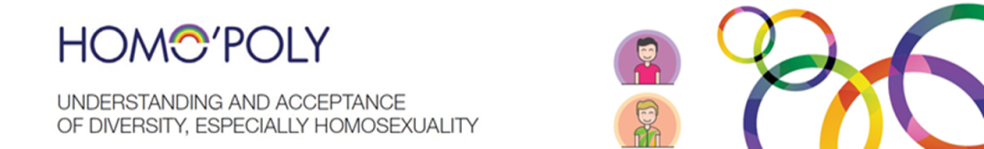 HOMO'POLY
UNDERSTANDING AND ACCEPTANCE
OF DIVERSITY, ESPECIALLY HOMOSEXUALITY